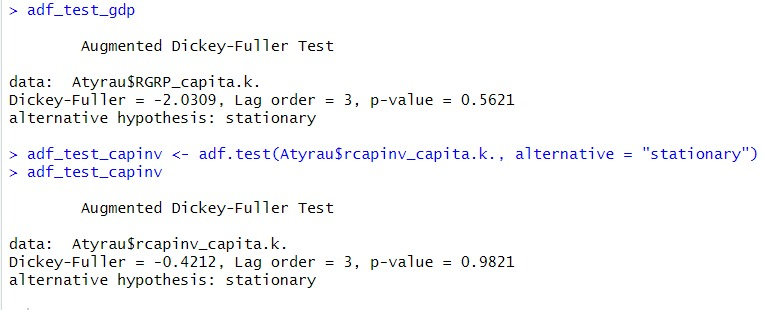 > adf_test_gdp
Augmented Dickey-Fuller Test
data:  Atyrau$RGRP_capita.k.
Dickey-Fuller = -2.0309, Lag order = 3, p-value = 0.5621
alternative hypothesis: stationary
> adf_test_capinv <- adf.test(Atyrau$rcapinv_capita.k., alternative = "stationary")
> adf_test_capinv
Augmented Dickey-Fuller Test
data:  Atyrau$rcapinv_capita.k.
Dickey-Fuller = -0.4212, Lag order = 3, p-value = 0.9821
alternative hypothesis: stationary